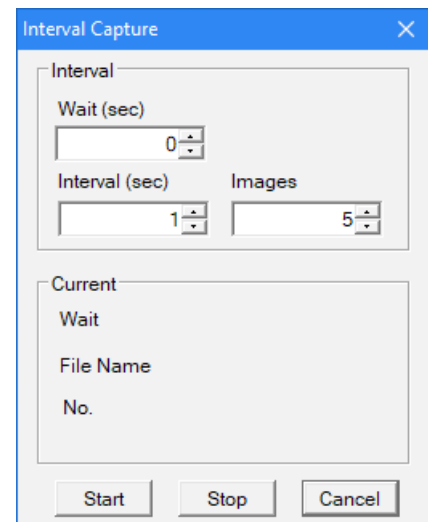 Interval Capture
Interval
Wait (sec)
0
Interval (sec) Images
1 5
Current
Wait
File Name
No.
Start Stop Cancel